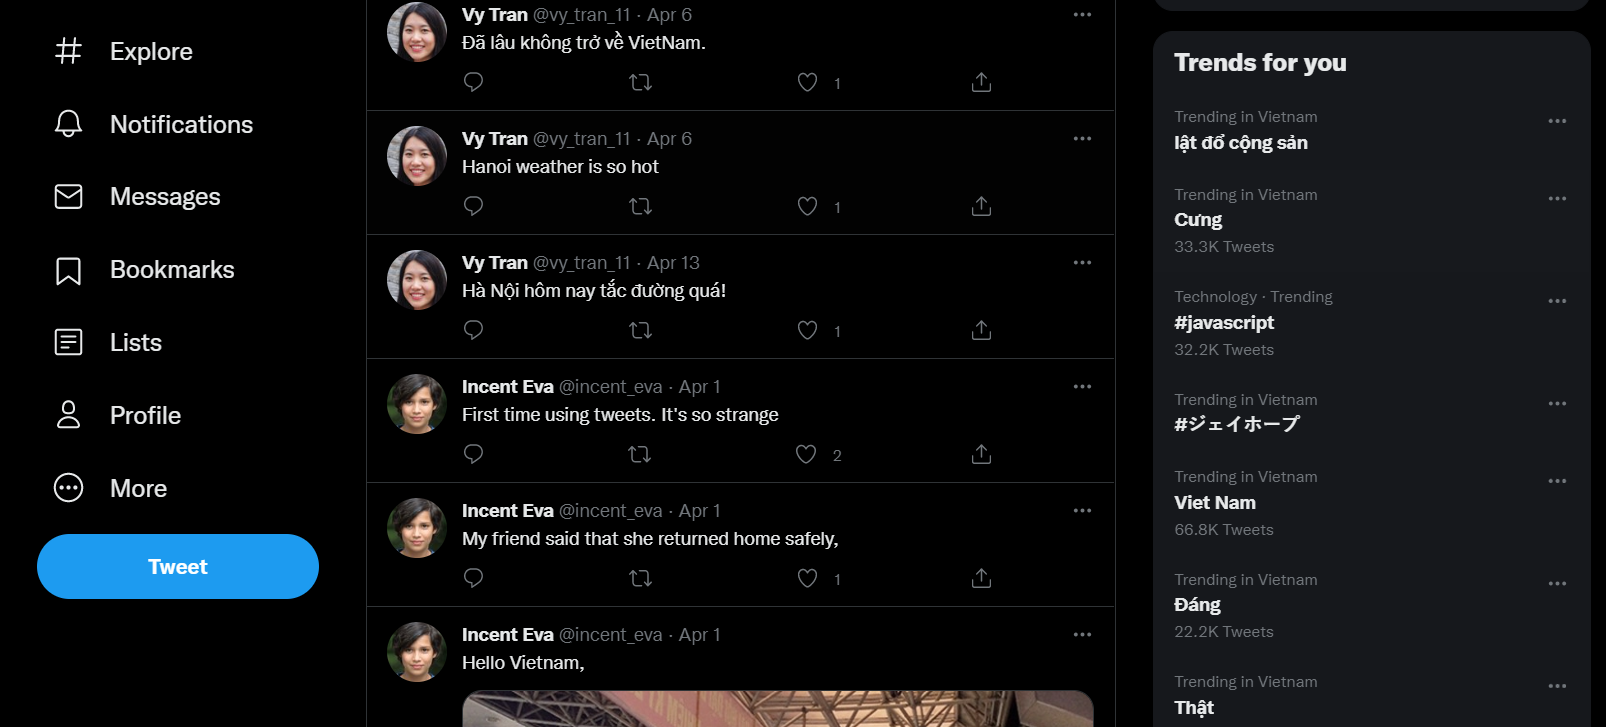 Explore
Notifications
Messages
Bookmarks
Lists
Profile
More
Tweet
Vy Tran @vy_tran_11 · Apr 6
Đã lâu không trở về VietNam.
1
Vy Tran @vy_tran_11 · Apr 6
Hanoi weather is so hot
1
Vy Tran @vy_tran_11 · Apr 13
Hà Nội hôm nay tắc đường quá!
1
Incent Eva @incent_eva · Apr 1
First time using tweets. It's so strange
2
Incent Eva @incent_eva · Apr 1
My friend said that she returned home safely,
1
Incent Eva @incent_eva · Apr 1
Hello Vietnam,
Trends for you
Trending in Vietnam
lật đổ cộng sản
Trending in Vietnam
Cưng
33.3K Tweets
Technology · Trending
#javascript
32.2K Tweets
Trending in Vietnam
#ジェイホープ
Trending in Vietnam
Viet Nam
66.8K Tweets
Trending in Vietnam
Đáng
22.2K Tweets
Trending in Vietnam
Thật